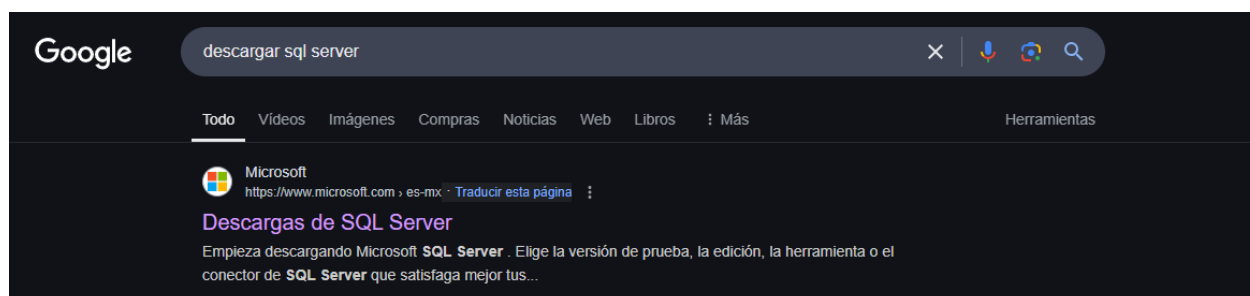 Google
descargar sql server
Todo Vídeos Imágenes Compras Noticias Web Libros ⋮ Más Herramientas
Microsoft
https://www.microsoft.com › es-mx · Traducir esta página ⋮
Descargas de SQL Server
Empieza descargando Microsoft SQL Server . Elige la versión de prueba, la edición, la herramienta o el
conector de SQL Server que satisfaga mejor tus...